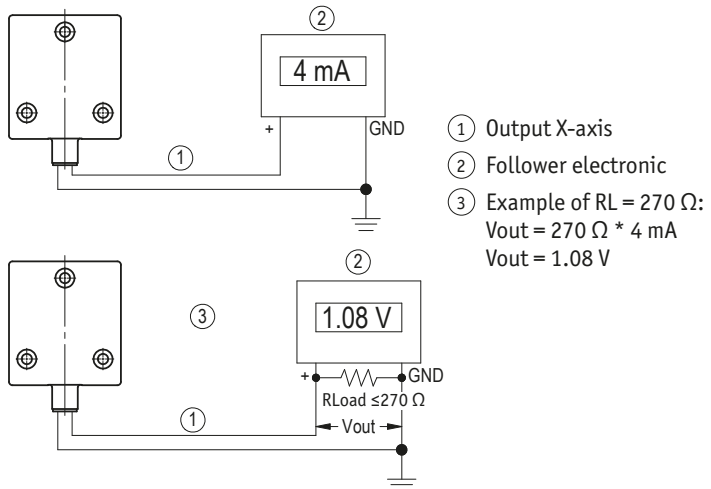 ②
4 mA
+
GND
①
① Output X-axis
② Follower electronic
③ Example of RL = 270 Ω:
Vout = 270 Ω * 4 mA
Vout = 1.08 V
②
③
1.08 V
+
GND
RLoad ≤270 Ω
①
Vout